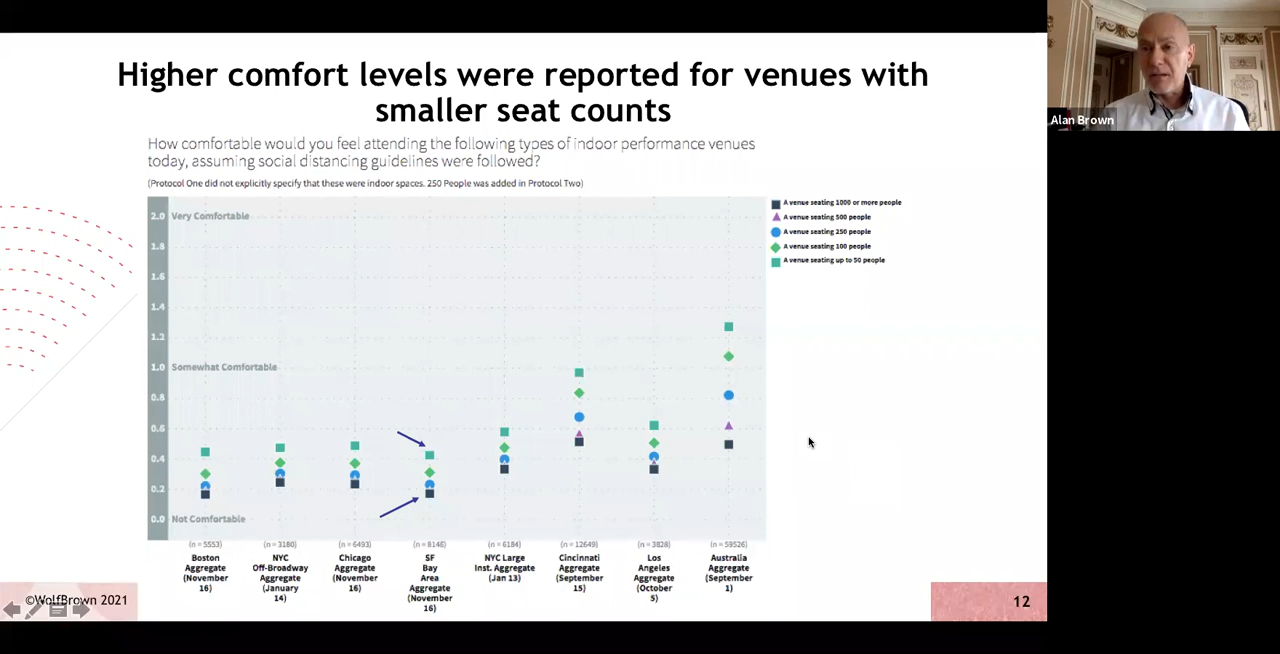 Higher comfort levels were reported for venues with
smaller seat counts
How comfortable would you feel attending the following types of indoor performance venues
today, assuming social distancing guidelines were followed?
(Protocol One did not explicitly specify that these were indoor spaces. 250 People was added in Protocol Two)
Alan Brown
A venue seating 1000 or more people
A venue seating 500 people
A venue seating 250 people
A venue seating 100 people
A venue seating up to 50 people
2.0 Very Comfortable
1.8
1.6
1.4
1.2
1.0 Somewhat Comfortable
0.8
0.6
0.4
0.2
0.0 Not Comfortable
(n = 5553)
Boston
Aggregate
(November
16)
(n = 3180)
NYC
Off-Broadway
Aggregate
(January
14)
(n = 6493)
Chicago
Aggregate
(November
16)
(n = 8146)
SF
Bay
Area
Aggregate
(November
16)
(n = 6184)
NYC Large
Inst. Aggregate
(Jan 13)
(n = 12649)
Cincinnati
Aggregate
(September
15)
(n = 3828)
Los
Angeles
Aggregate
(October
5)
(n = 59526)
Australia
Aggregate
(September
1)
©WolfBrown 2021
12